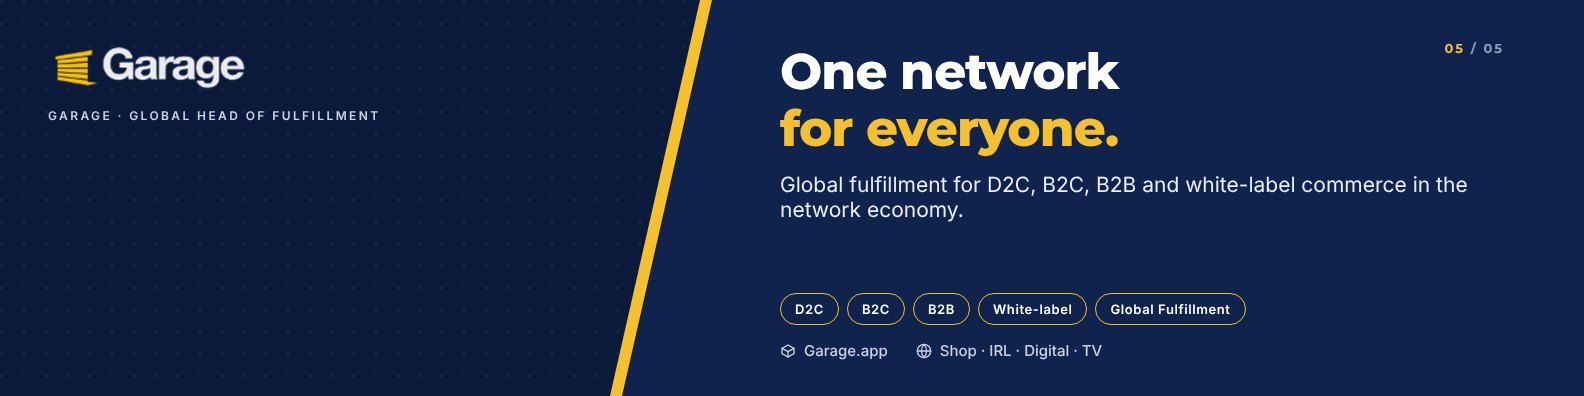 Garage
GARAGE · GLOBAL HEAD OF FULFILLMENT
05 / 05
One network
for everyone.
Global fulfillment for D2C, B2C, B2B and white-label commerce in the
network economy.
D2C B2C B2B White-label Global Fulfillment
Garage.app Shop · IRL · Digital · TV